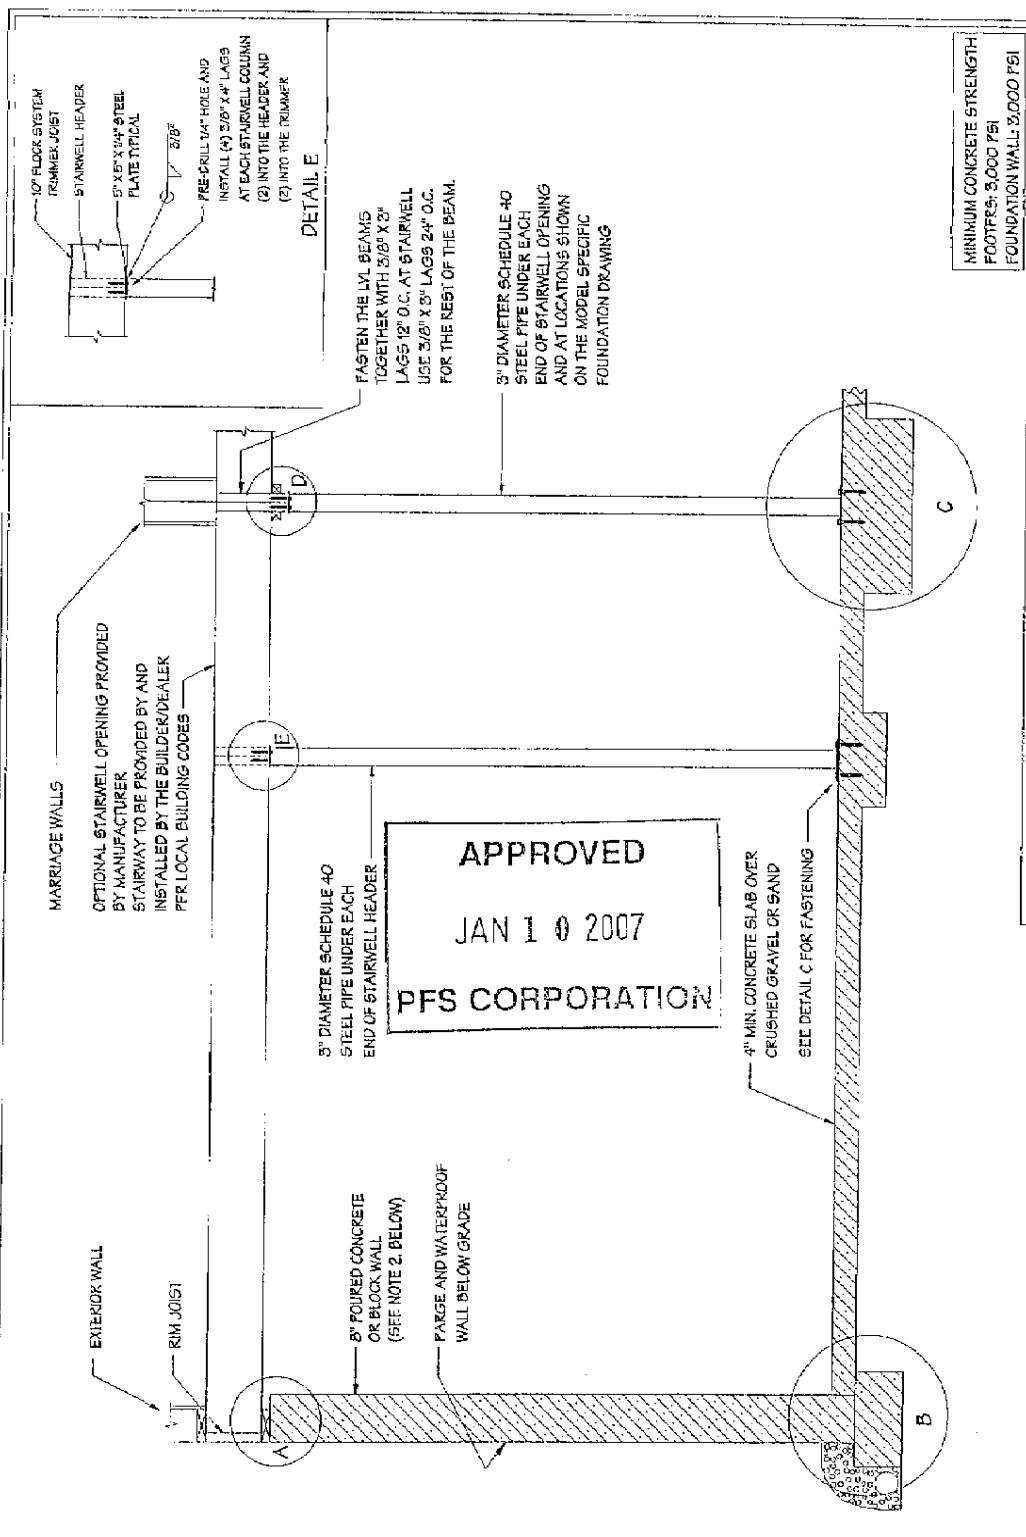 10" FLOOR SYSTEM
TRIMMER JOIST
STAIRWELL HEADER
5" X 5" X 1/4" STEEL
PLATE TYPICAL
3/16"
PRE-DRILL 1/4" HOLE AND
INSTALL (4) 3/8" X 4" LAGS
AT EACH STAIRWELL COLUMN
(2) INTO THE HEADER AND
(2) INTO THE TRIMMER
DETAIL E
MARRIAGE WALLS
OPTIONAL STAIRWELL OPENING PROVIDED
BY MANUFACTURER
STAIRWAY TO BE PROVIDED BY AND
INSTALLED BY THE BUILDER/DEALER
PER LOCAL BUILDING CODES
FASTEN THE LVL BEAMS
TOGETHER WITH 3/8" X 3"
LAGS 12" O.C. AT STAIRWELL
USE 3/8" X 3" LAGS 24" O.C.
FOR THE REST OF THE BEAM.
3" DIAMETER SCHEDULE 40
STEEL PIPE UNDER EACH
END OF STAIRWELL OPENING
AND AT LOCATIONS SHOWN
ON THE MODEL SPECIFIC
FOUNDATION DRAWING
EXTERIOR WALL
RIM JOIST
A
E
D
3" DIAMETER SCHEDULE 40
STEEL PIPE UNDER EACH
END OF STAIRWELL HEADER
8" POURED CONCRETE
OR BLOCK WALL
(SEE NOTE 2. BELOW)
PARGE AND WATERPROOF
WALL BELOW GRADE
APPROVED
JAN 10 2007
PFS CORPORATION
4" MIN. CONCRETE SLAB OVER
CRUSHED GRAVEL OR SAND
SEE DETAIL C FOR FASTENING
B
C
MINIMUM CONCRETE STRENGTH
FOOTERS: 3,000 PSI
FOUNDATION WALL: 3,000 PSI